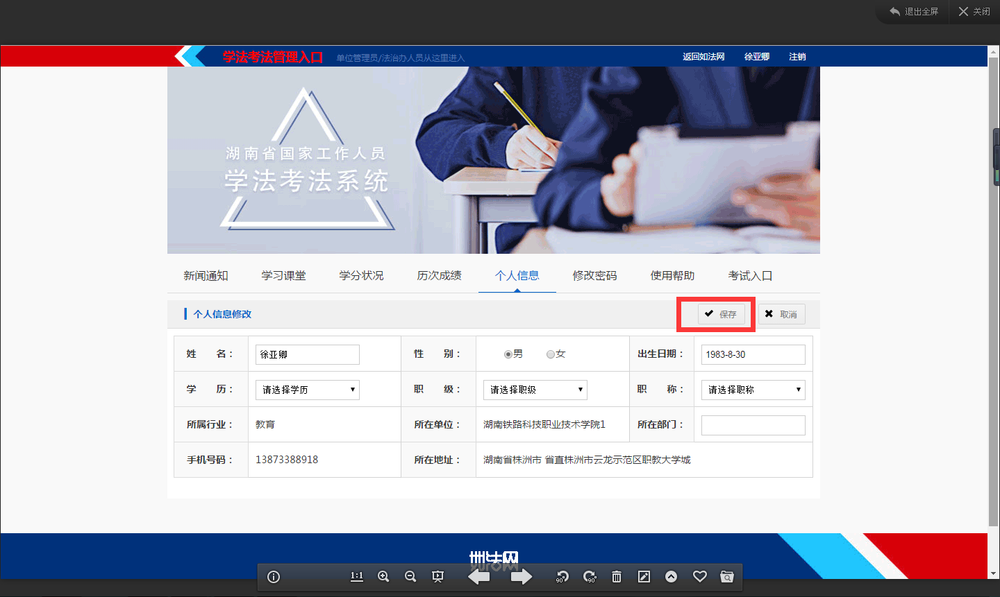 退出全屏 关闭
学法考法管理入口 单位管理员/法治办人员从这里进入 返回如法网 徐亚卿 注销
湖南省国家工作人员
学法考法系统
新闻通知 学习课堂 学分状况 历次成绩 个人信息 修改密码 使用帮助 考试入口
个人信息修改 保存 取消
姓 名： 徐亚卿 性 别： 男 女 出生日期： 1983-8-30
学 历： 请选择学历 职 级： 请选择职级 职 称： 请选择职称
所属行业： 教育 所在单位： 湖南铁路科技职业技术学院1 所在部门：
手机号码： 13873388918 所在地址： 湖南省株洲市 省直株洲市云龙示范区职教大学城
1:1 90° 90°